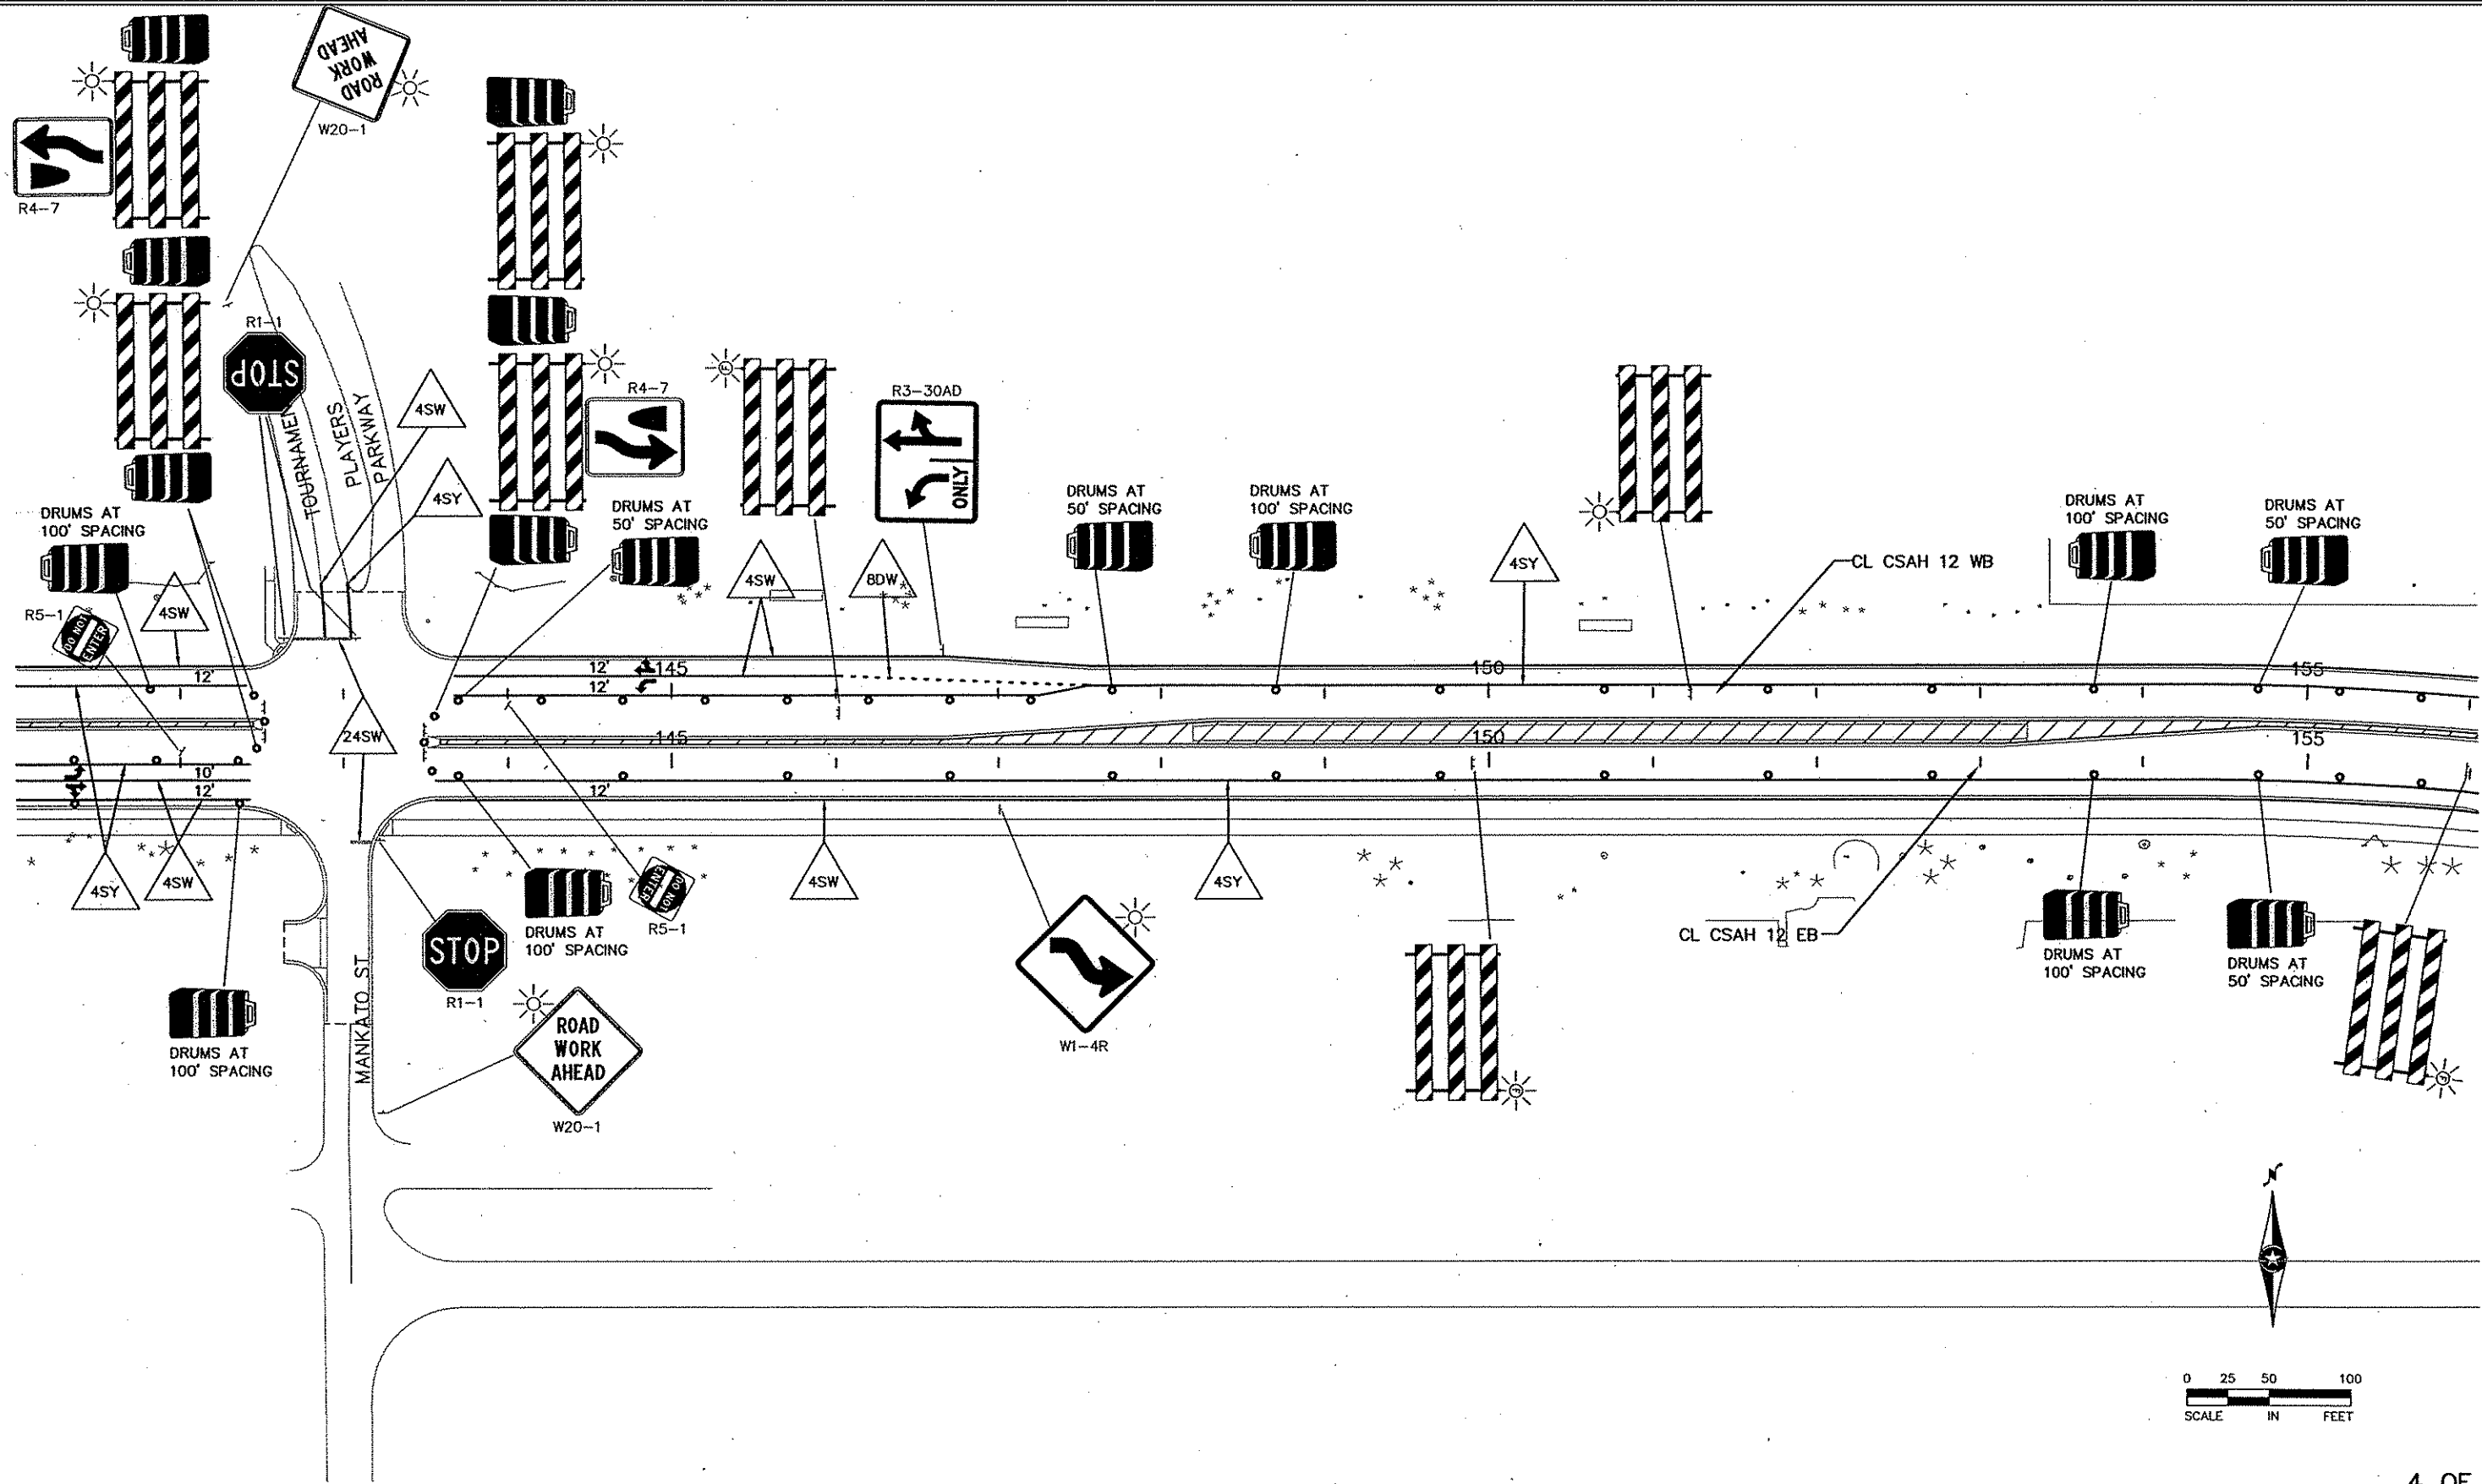 ROAD
WORK
AHEAD
W20-1
R4-7
R1-1
STOP
TOURNAMEN
PLAYERS
PARKWAY
4SW
4SY
R4-7
R3-30AD
ONLY
DRUMS AT
100' SPACING
DRUMS AT
50' SPACING
DRUMS AT
50' SPACING
DRUMS AT
100' SPACING
DRUMS AT
100' SPACING
DRUMS AT
50' SPACING
F
4SW
4SW
8DW
4SY
CL CSAH 12 WB
R5-1
DO NOT
ENTER
12'
12'
12'
145
150
155
24SW
145
150
155
10'
12'
12'
4SY
4SW
4SW
4SY
DO NOT
ENTER
R5-1
DRUMS AT
100' SPACING
STOP
R1-1
MANKATO ST.
ROAD
WORK
AHEAD
W20-1
DRUMS AT
100' SPACING
W1-4R
CL CSAH 12 EB
DRUMS AT
100' SPACING
DRUMS AT
50' SPACING
F
F
N
0 25 50 100
SCALE IN FEET
4 OF